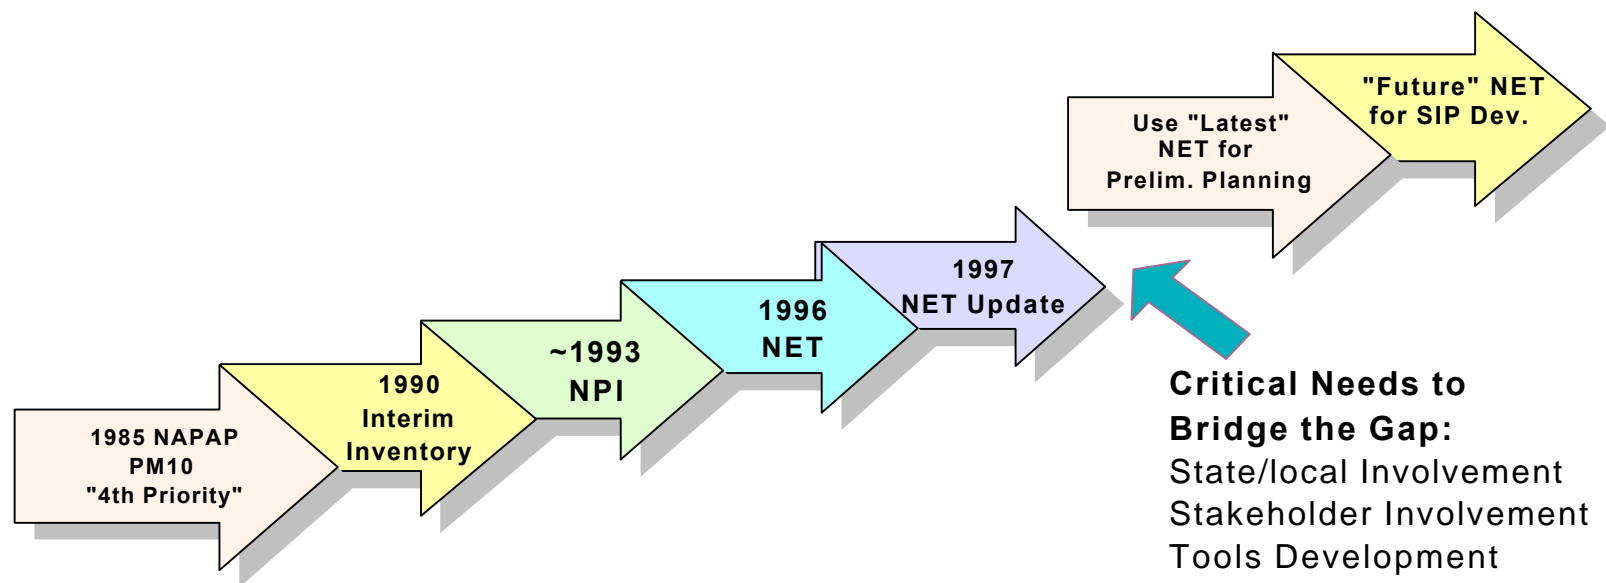 1985 NAPAP
PM10
"4th Priority"
1990
Interim
Inventory
~1993
NPI
1996
NET
1997
NET Update
Use "Latest"
NET for
Prelim. Planning
"Future" NET
for SIP Dev.
Critical Needs to
Bridge the Gap:
State/local Involvement
Stakeholder Involvement
Tools Development